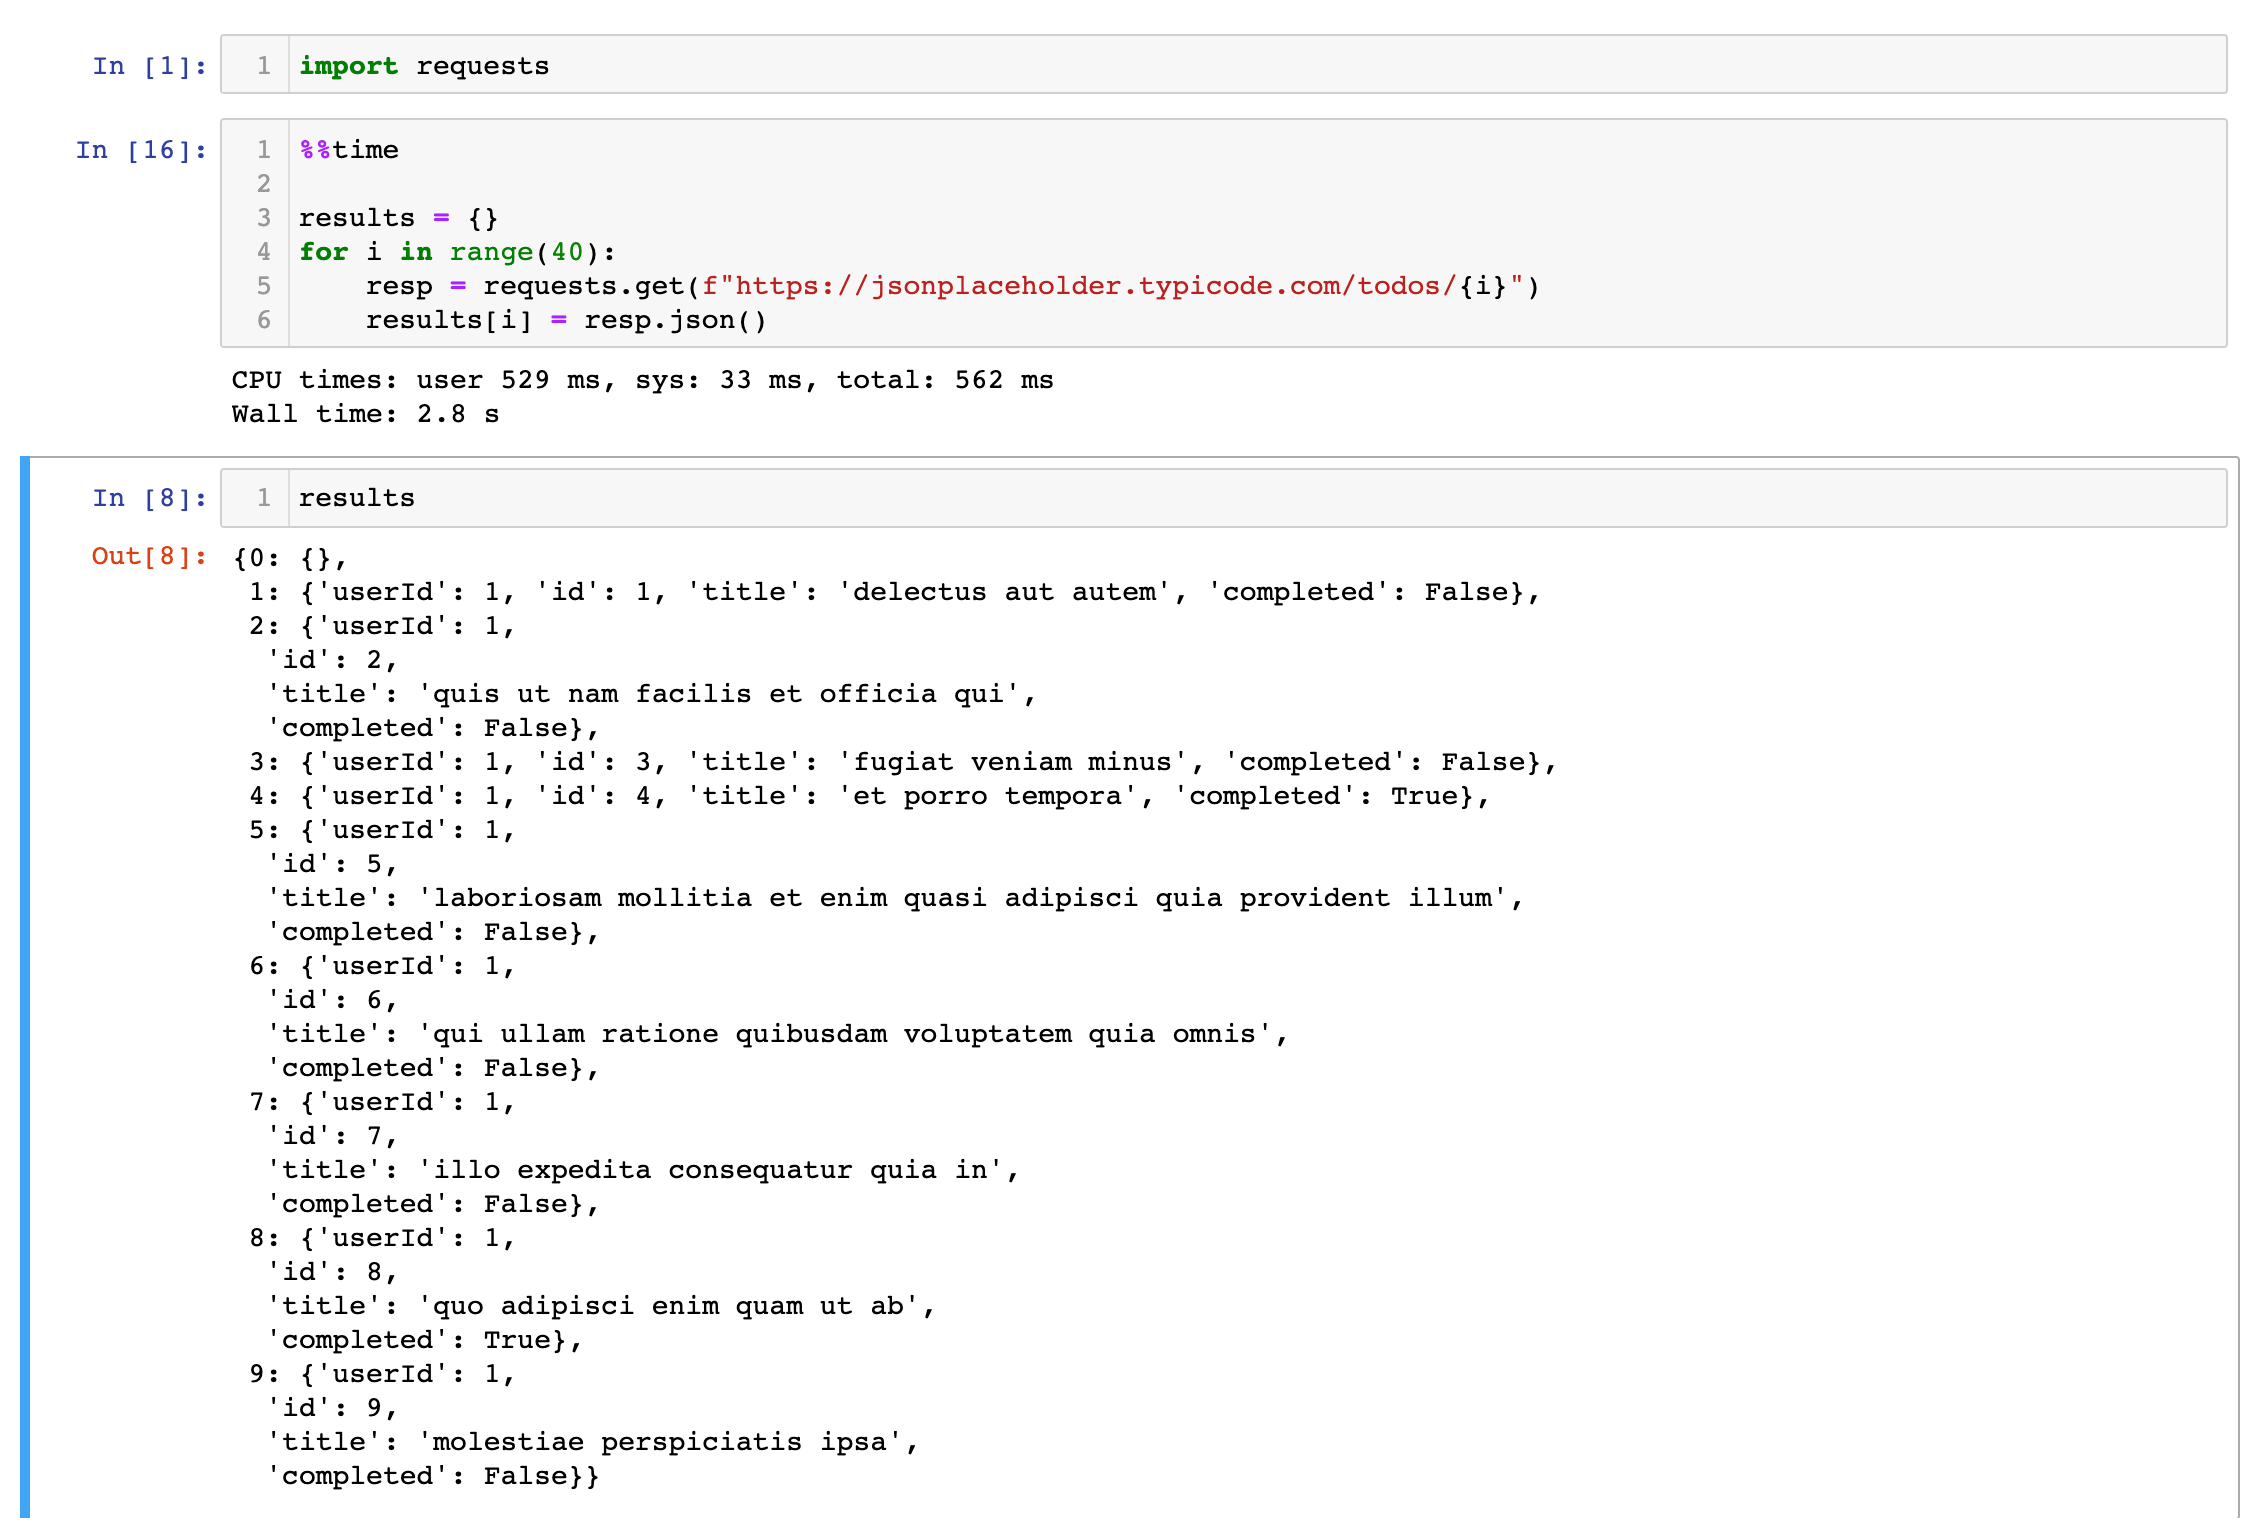 In [1]: 1 import requests
In [16]: 1 %%time
2
3 results = {}
4 for i in range(40):
5     resp = requests.get(f"https://jsonplaceholder.typicode.com/todos/{i}")
6     results[i] = resp.json()
CPU times: user 529 ms, sys: 33 ms, total: 562 ms
Wall time: 2.8 s
In [8]: 1 results
Out[8]: {0: {},
 1: {'userId': 1, 'id': 1, 'title': 'delectus aut autem', 'completed': False},
 2: {'userId': 1,
  'id': 2,
  'title': 'quis ut nam facilis et officia qui',
  'completed': False},
 3: {'userId': 1, 'id': 3, 'title': 'fugiat veniam minus', 'completed': False},
 4: {'userId': 1, 'id': 4, 'title': 'et porro tempora', 'completed': True},
 5: {'userId': 1,
  'id': 5,
  'title': 'laboriosam mollitia et enim quasi adipisci quia provident illum',
  'completed': False},
 6: {'userId': 1,
  'id': 6,
  'title': 'qui ullam ratione quibusdam voluptatem quia omnis',
  'completed': False},
 7: {'userId': 1,
  'id': 7,
  'title': 'illo expedita consequatur quia in',
  'completed': False},
 8: {'userId': 1,
  'id': 8,
  'title': 'quo adipisci enim quam ut ab',
  'completed': True},
 9: {'userId': 1,
  'id': 9,
  'title': 'molestiae perspiciatis ipsa',
  'completed': False}}